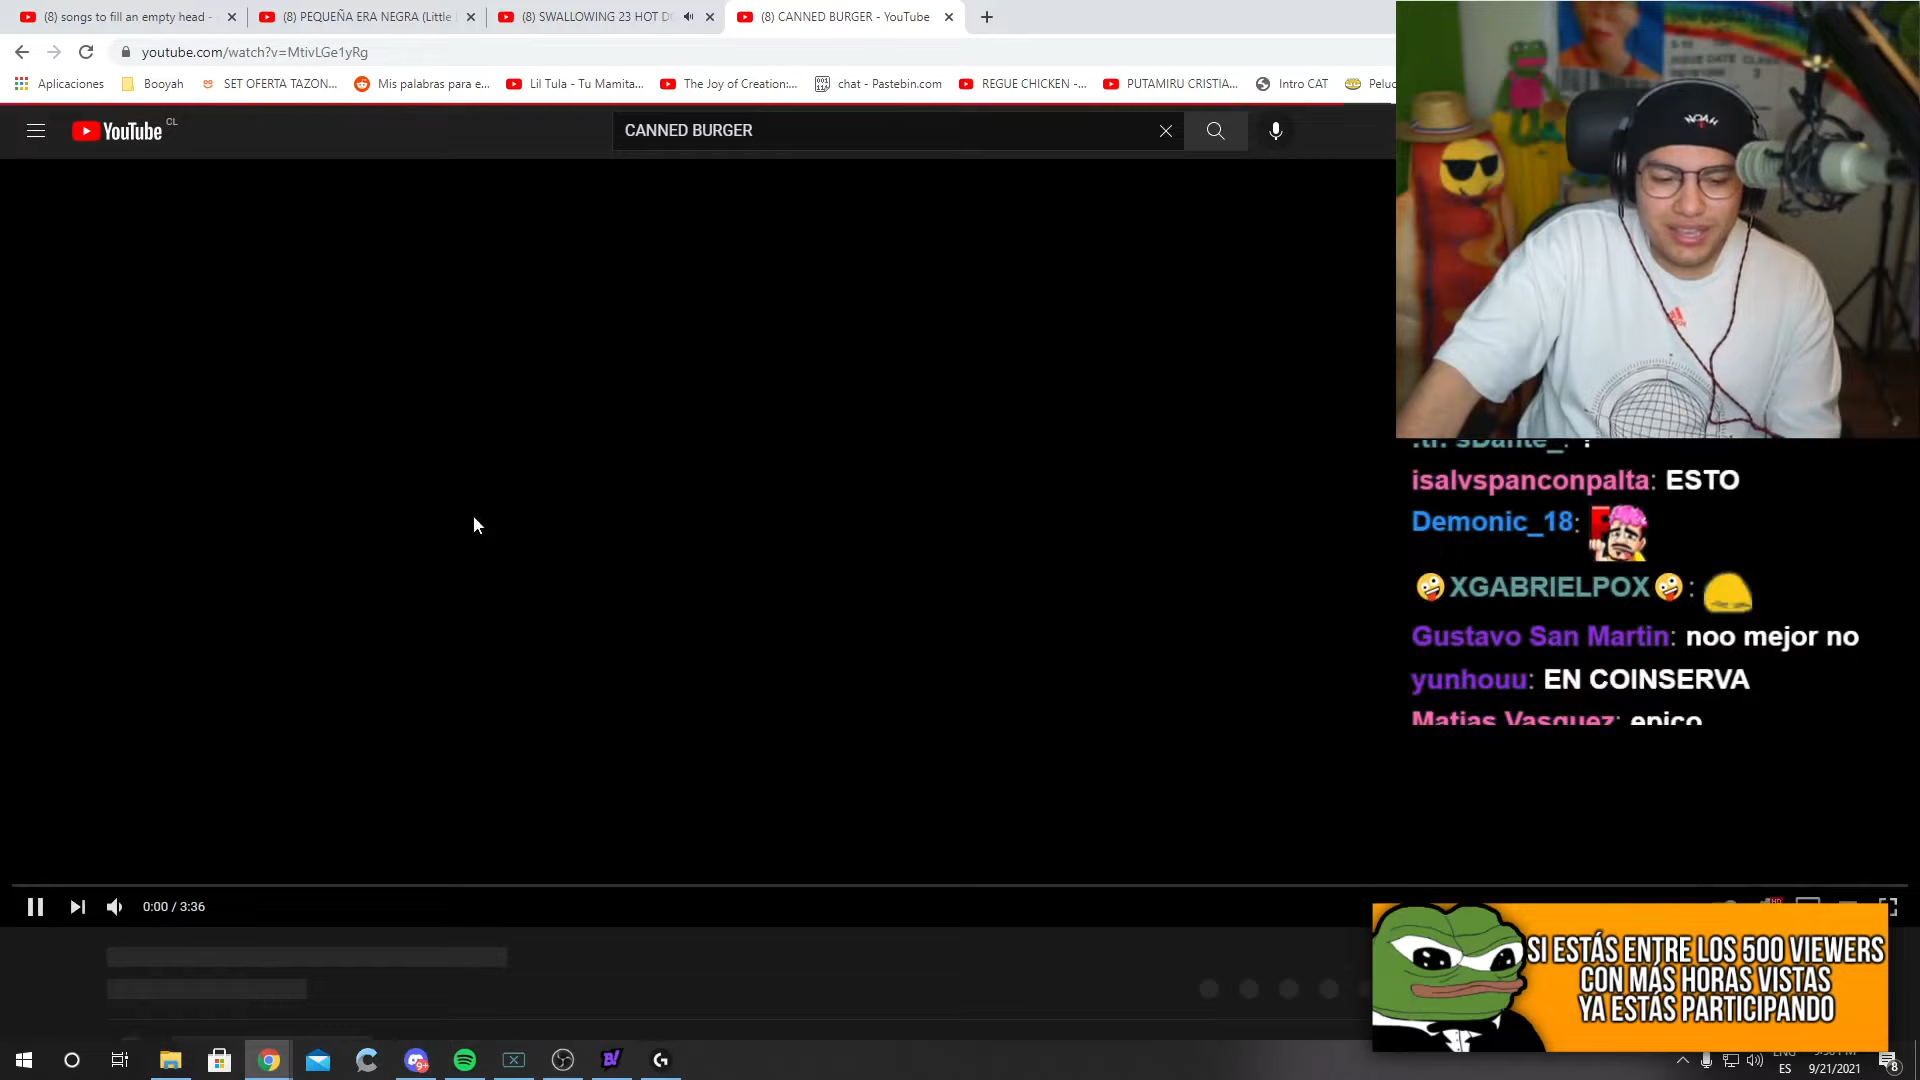 (8) songs to fill an empty head -
(8) PEQUEÑA ERA NEGRA (Little
(8) SWALLOWING 23 HOT D
(8) CANNED BURGER - YouTube
youtube.com/watch?v=MtivLGe1yRg
Aplicaciones
Booyah
SET OFERTA TAZON...
Mis palabras para e...
Lil Tula - Tu Mamita...
The Joy of Creation:...
chat - Pastebin.com
REGUE CHICKEN -...
PUTAMIRU CRISTIA...
Intro CAT
Peluc
YouTube CL
CANNED BURGER
NOAH
isalvspanconpalta: ESTO
Demonic_18:
XGABRIELPOX :
Gustavo San Martin: noo mejor no
yunhouu: EN COINSERVA
Matias Vasquez: epico
0:00 / 3:36
SI ESTÁS ENTRE LOS 500 VIEWERS
CON MÁS HORAS VISTAS
YA ESTÁS PARTICIPANDO
ENG
ES
9/21/2021
8